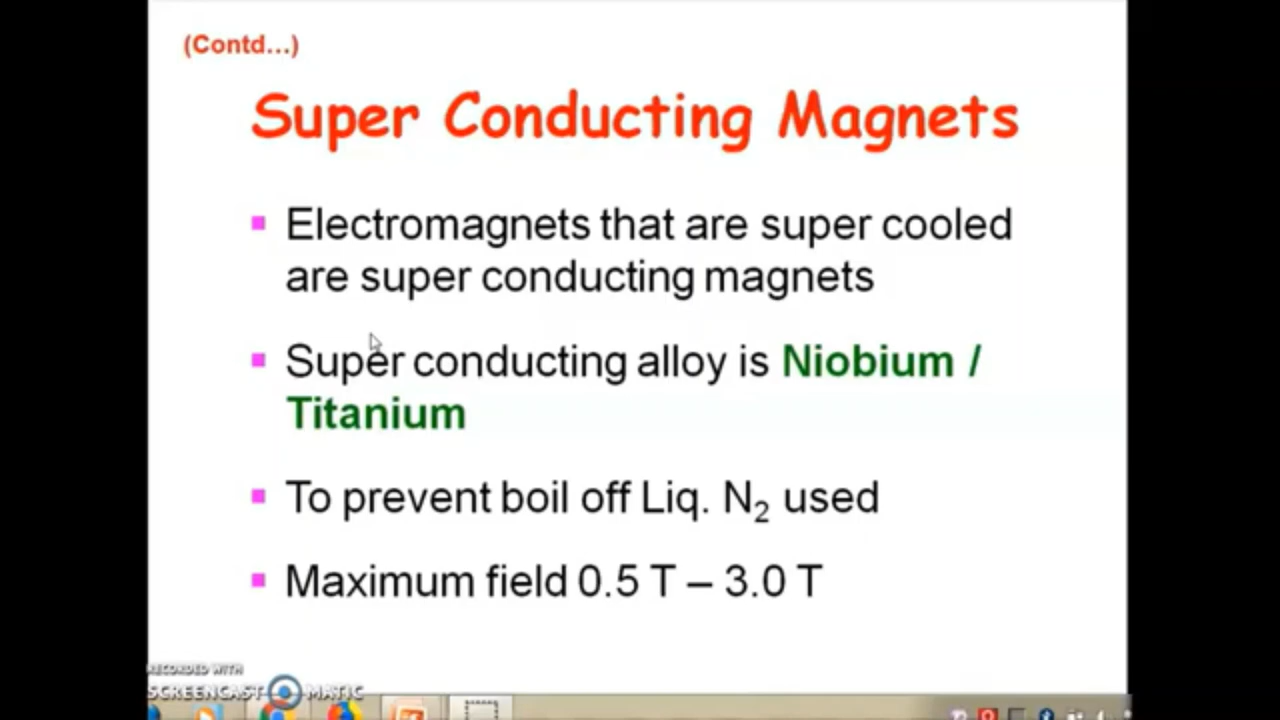 (Contd...)
Super Conducting Magnets
Electromagnets that are super cooled
are super conducting magnets
Super conducting alloy is Niobium /
Titanium
To prevent boil off Liq. N₂ used
Maximum field 0.5 T – 3.0 T
RECORDED WITH
SCREENCAST MATIC